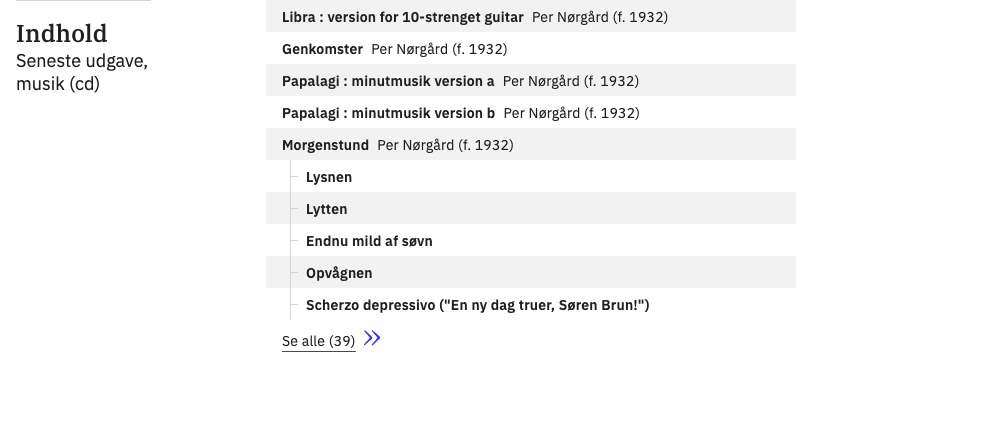 Indhold
Seneste udgave,
musik (cd)
Libra : version for 10-strenget guitar Per Nørgård (f. 1932)
Genkomster Per Nørgård (f. 1932)
Papalagi : minutmusik version a Per Nørgård (f. 1932)
Papalagi : minutmusik version b Per Nørgård (f. 1932)
Morgenstund Per Nørgård (f. 1932)
Lysnen
Lytten
Endnu mild af søvn
Opvågnen
Scherzo depressivo ("En ny dag truer, Søren Brun!")
Se alle (39)